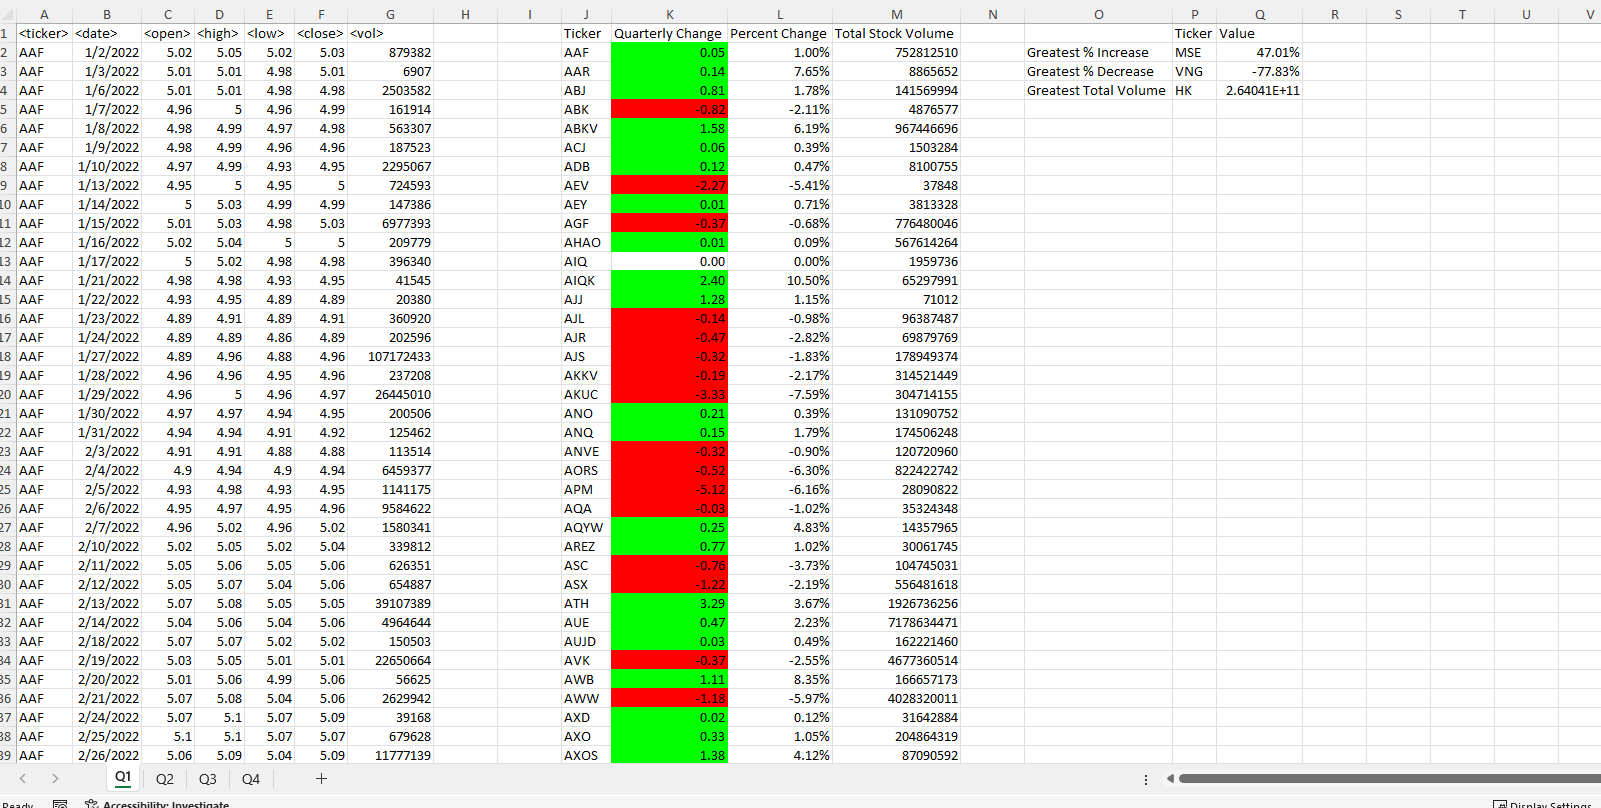 A B C D E F G H I J K L M N O P Q R S T U V
1 <ticker> <date> <open> <high> <low> <close> <vol> Ticker Quarterly Change Percent Change Total Stock Volume Ticker Value
2 AAF 1/2/2022 5.02 5.05 5.02 5.03 879382 AAF 0.05 1.00% 752812510 Greatest % Increase MSE 47.01%
3 AAF 1/3/2022 5.01 5.01 4.98 5.01 6907 AAR 0.14 7.65% 8865652 Greatest % Decrease VNG -77.83%
4 AAF 1/6/2022 5.01 5.01 4.98 4.98 2503582 ABJ 0.81 1.78% 141569994 Greatest Total Volume HK 2.64041E+11
5 AAF 1/7/2022 4.96 5 4.96 4.99 161914 ABK -0.82 -2.11% 4876577
6 AAF 1/8/2022 4.98 4.99 4.97 4.98 563307 ABKV 1.58 6.19% 967446696
7 AAF 1/9/2022 4.98 4.99 4.96 4.96 187523 ACJ 0.06 0.39% 1503284
8 AAF 1/10/2022 4.97 4.99 4.93 4.95 2295067 ADB 0.12 0.47% 8100755
9 AAF 1/13/2022 4.95 5 4.95 5 724593 AEV -2.27 -5.41% 37848
10 AAF 1/14/2022 5 5.03 4.99 4.99 147386 AEY 0.01 0.71% 3813328
11 AAF 1/15/2022 5.01 5.03 4.98 5.03 6977393 AGF -0.37 -0.68% 776480046
12 AAF 1/16/2022 5.02 5.04 5 5 209779 AHAO 0.01 0.09% 567614264
13 AAF 1/17/2022 5 5.02 4.98 4.98 396340 AIQ 0.00 0.00% 1959736
14 AAF 1/21/2022 4.98 4.98 4.93 4.95 41545 AIQK 2.40 10.50% 65297991
15 AAF 1/22/2022 4.93 4.95 4.89 4.89 20380 AJJ 1.28 1.15% 71012
16 AAF 1/23/2022 4.89 4.91 4.89 4.91 360920 AJL -0.14 -0.98% 96387487
17 AAF 1/24/2022 4.89 4.89 4.86 4.89 202596 AJR -0.47 -2.82% 69879769
18 AAF 1/27/2022 4.89 4.96 4.88 4.96 107172433 AJS -0.32 -1.83% 178949374
19 AAF 1/28/2022 4.96 4.96 4.95 4.96 237208 AKKV -0.19 -2.17% 314521449
20 AAF 1/29/2022 4.96 5 4.96 4.97 26445010 AKUC -3.33 -7.59% 304714155
21 AAF 1/30/2022 4.97 4.97 4.94 4.95 200506 ANO 0.21 0.39% 131090752
22 AAF 1/31/2022 4.94 4.94 4.91 4.92 125462 ANQ 0.15 1.79% 174506248
23 AAF 2/3/2022 4.91 4.91 4.88 4.88 113514 ANVE -0.32 -0.90% 120720960
24 AAF 2/4/2022 4.9 4.94 4.9 4.94 6459377 AORS -0.52 -6.30% 822422742
25 AAF 2/5/2022 4.93 4.98 4.93 4.95 1141175 APM -5.12 -6.16% 28090822
26 AAF 2/6/2022 4.95 4.97 4.95 4.96 9584622 AQA -0.03 -1.02% 35324348
27 AAF 2/7/2022 4.96 5.02 4.96 5.02 1580341 AQYW 0.25 4.83% 14357965
28 AAF 2/10/2022 5.02 5.05 5.02 5.04 339812 AREZ 0.77 1.02% 30061745
29 AAF 2/11/2022 5.05 5.06 5.05 5.06 626351 ASC -0.76 -3.73% 104745031
30 AAF 2/12/2022 5.05 5.07 5.04 5.06 654887 ASX -1.22 -2.19% 556481618
31 AAF 2/13/2022 5.07 5.08 5.05 5.05 39107389 ATH 3.29 3.67% 1926736256
32 AAF 2/14/2022 5.04 5.06 5.04 5.06 4964644 AUE 0.47 2.23% 7178634471
33 AAF 2/18/2022 5.07 5.07 5.02 5.02 150503 AUJD 0.03 0.49% 162221460
34 AAF 2/19/2022 5.03 5.05 5.01 5.01 22650664 AVK -0.37 -2.55% 4677360514
35 AAF 2/20/2022 5.01 5.06 4.99 5.06 56625 AWB 1.11 8.35% 166657173
36 AAF 2/21/2022 5.07 5.08 5.04 5.06 2629942 AWW -1.18 -5.97% 4028320011
37 AAF 2/24/2022 5.07 5.1 5.07 5.09 39168 AXD 0.02 0.12% 31642884
38 AAF 2/25/2022 5.1 5.1 5.07 5.07 679628 AXO 0.33 1.05% 204864319
39 AAF 2/26/2022 5.06 5.09 5.04 5.09 11777139 AXOS 1.38 4.12% 87090592
Q1 Q2 Q3 Q4
Ready Accessibility: Investigate Display Settings